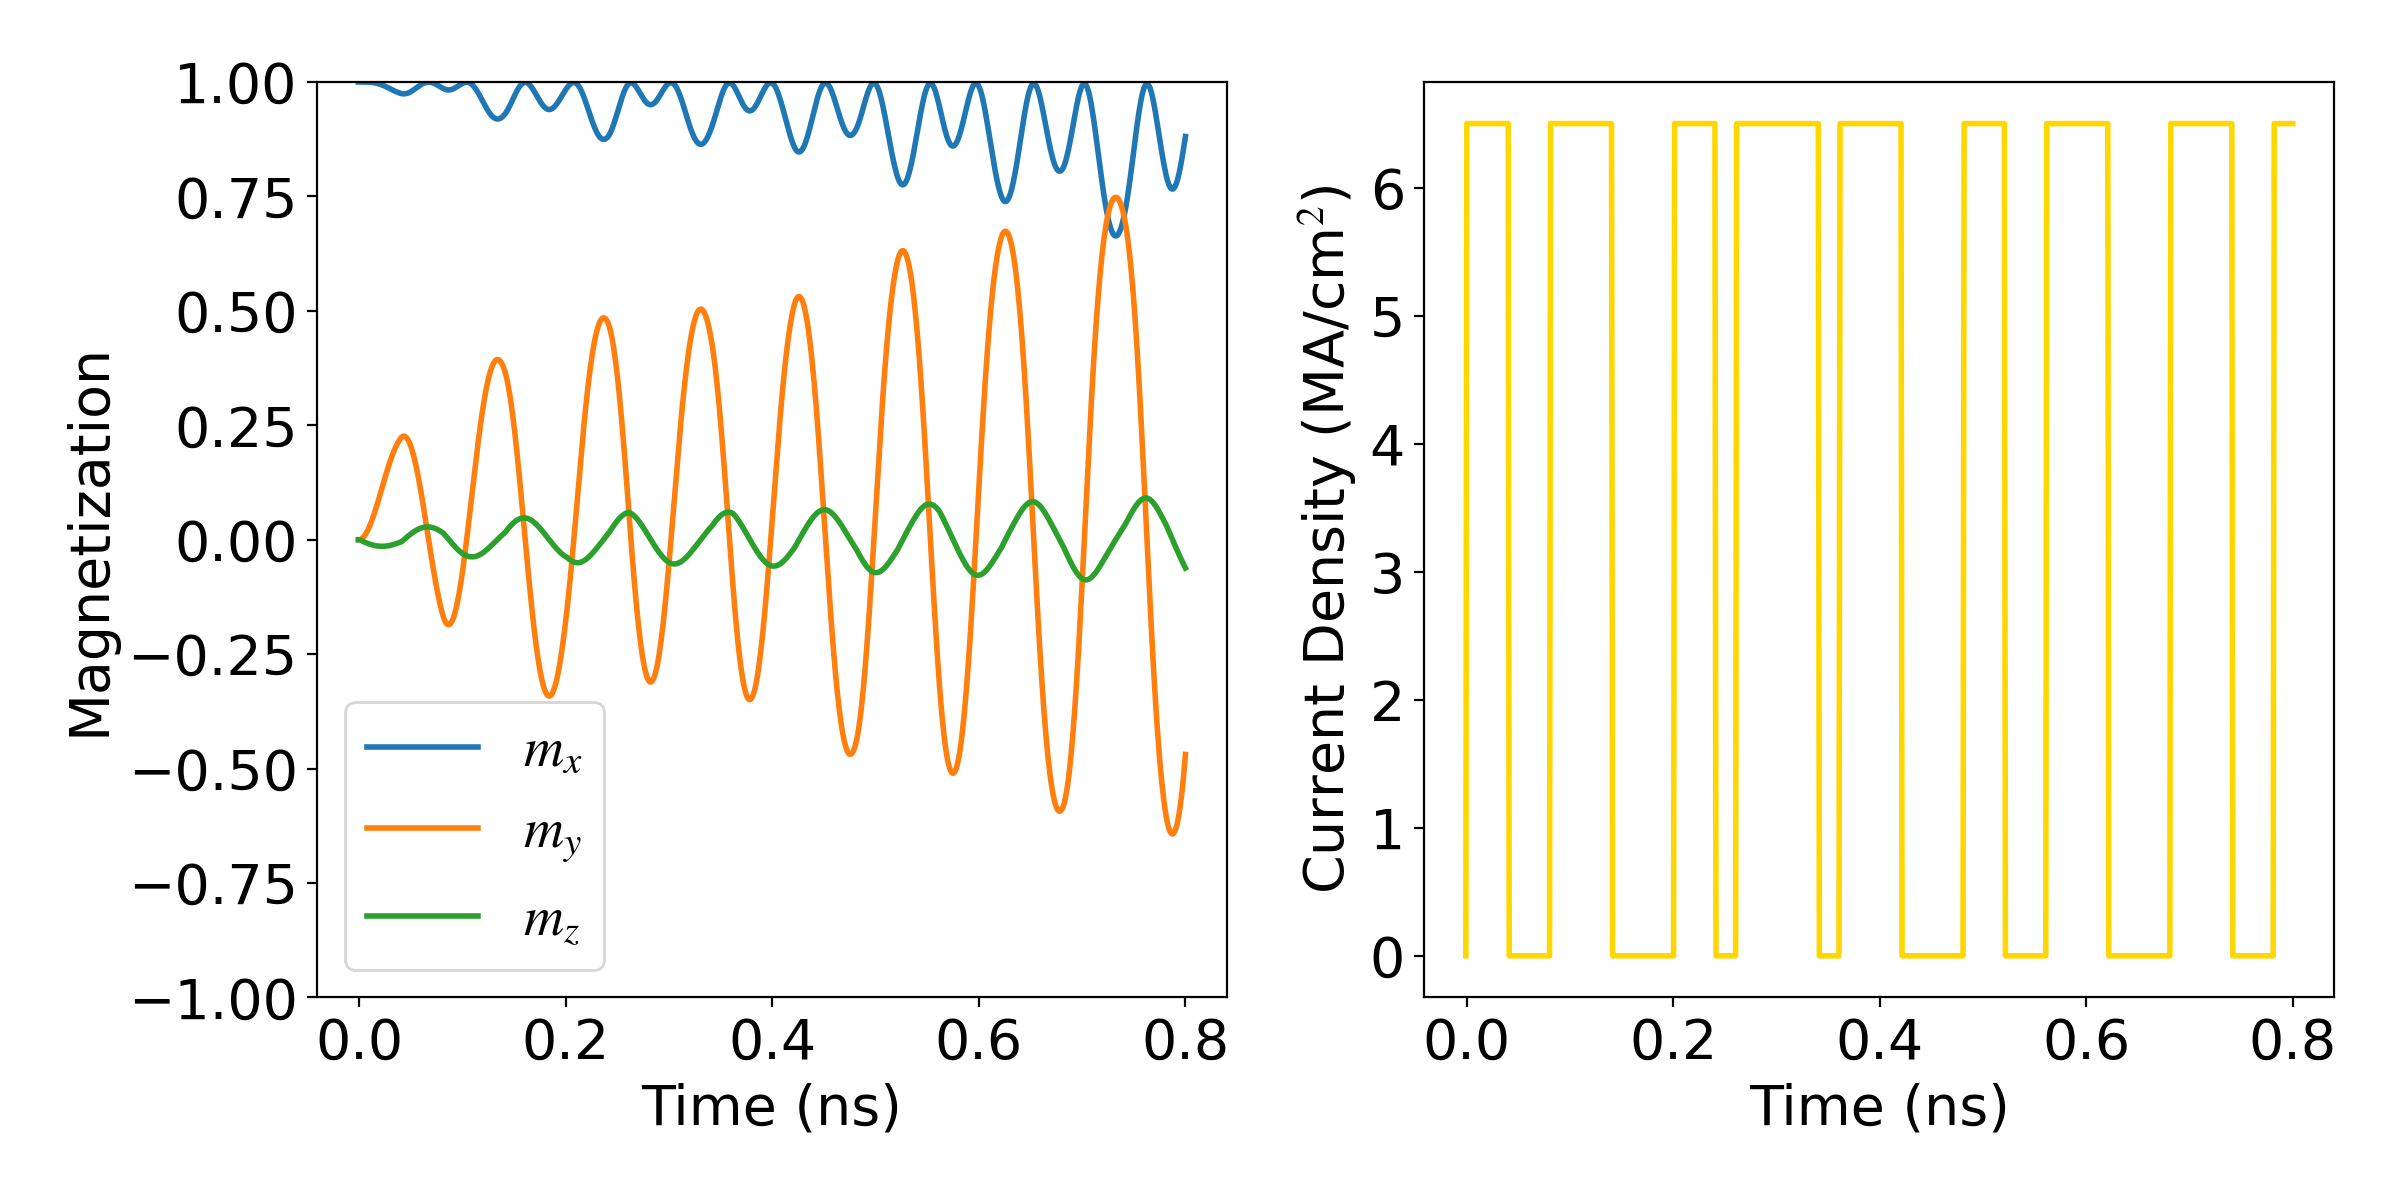 Magnetization
1.00
0.75
0.50
0.25
0.00
−0.25
−0.50
−0.75
−1.00
0.0 0.2 0.4 0.6 0.8
Time (ns)
m_x
m_y
m_z
Current Density (MA/cm²)
6
5
4
3
2
1
0
0.0 0.2 0.4 0.6 0.8
Time (ns)